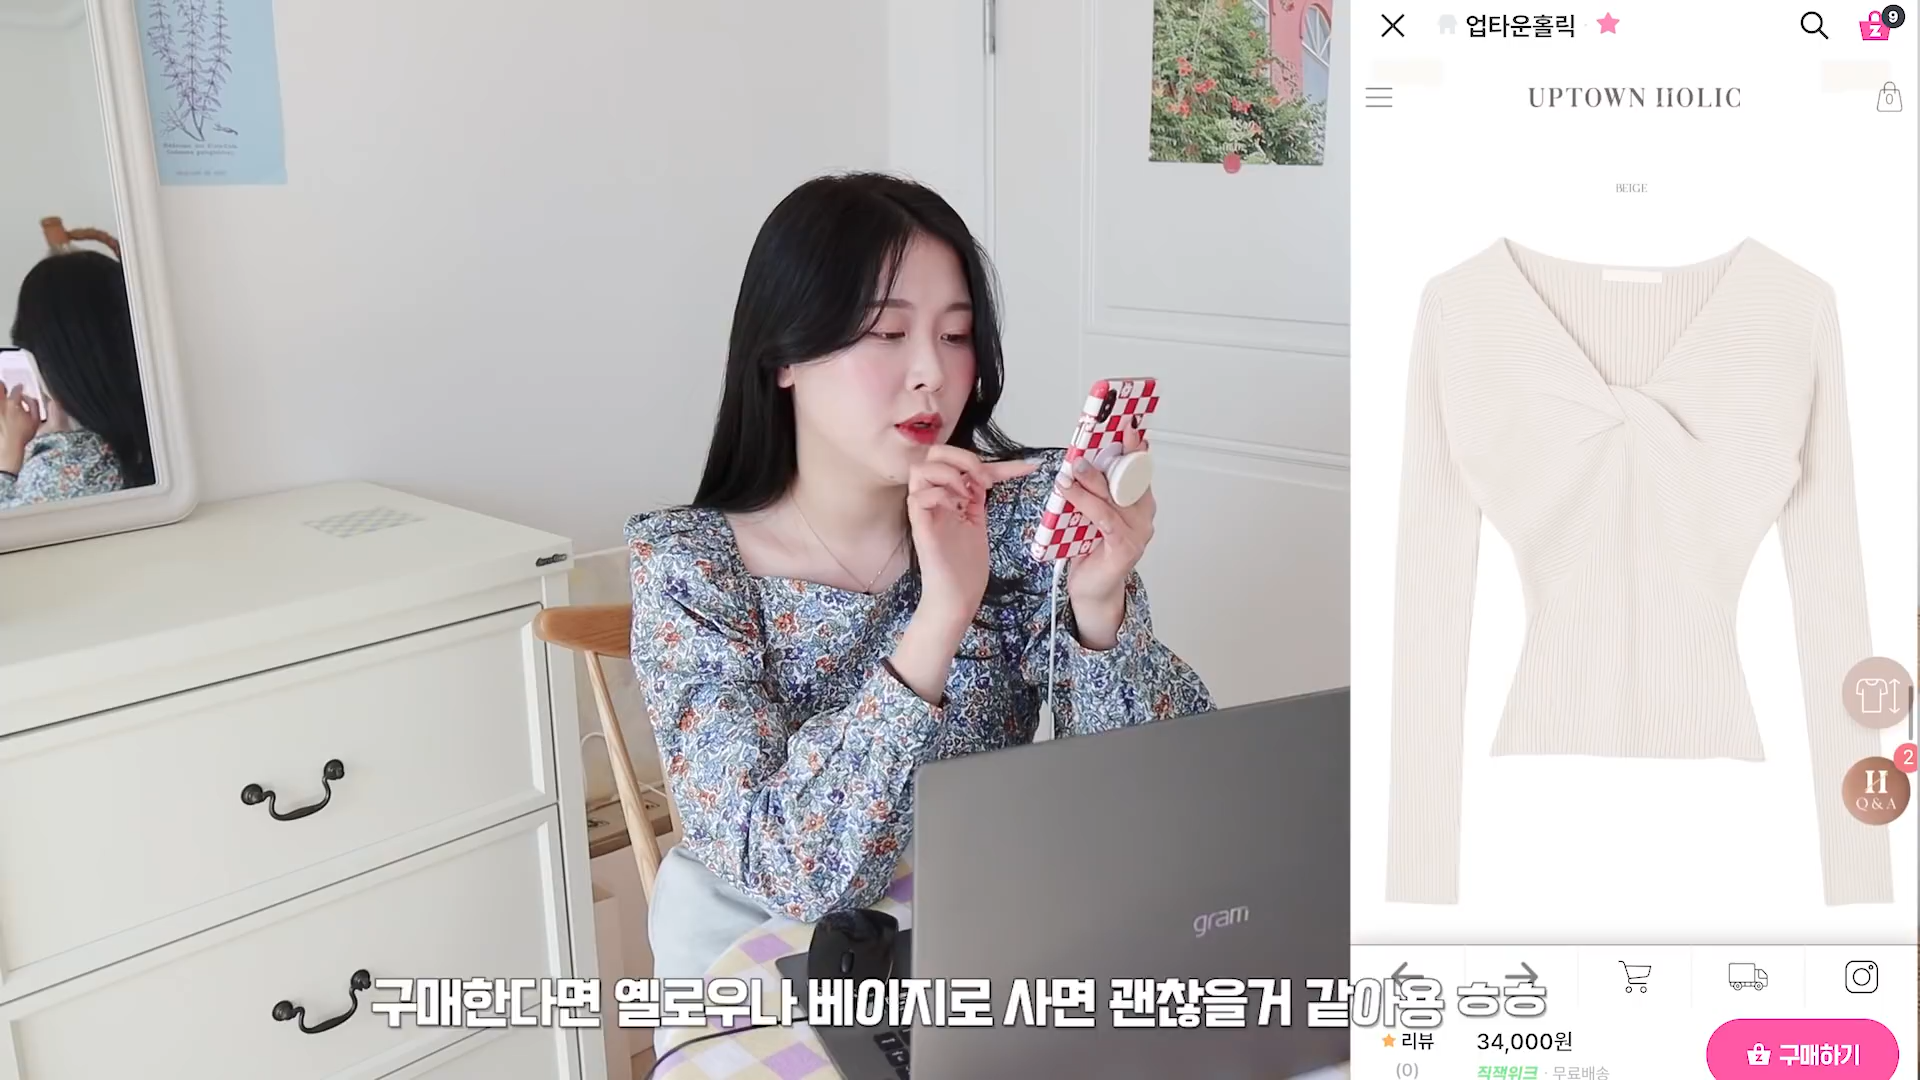 업타운홀릭
9
UPTOWN HOLIC
0
BEIGE
2
H
Q & A
gram
구매한다면 옐로우나 베이지로 사면 괜찮을거 같아용 ㅎㅎ
리뷰
(0)
34,000원
직잭위크 · 무료배송
구매하기